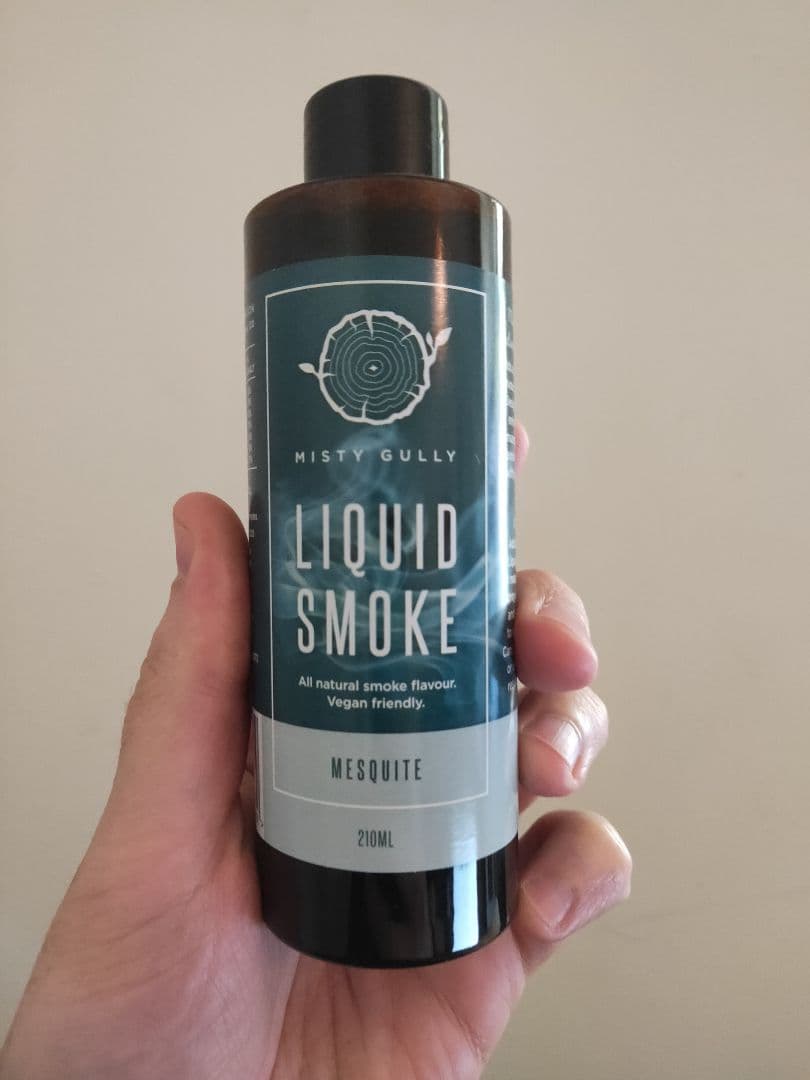 MISTY GULLY
LIQUID
SMOKE
All natural smoke flavour.
Vegan friendly.
MESQUITE
210ML